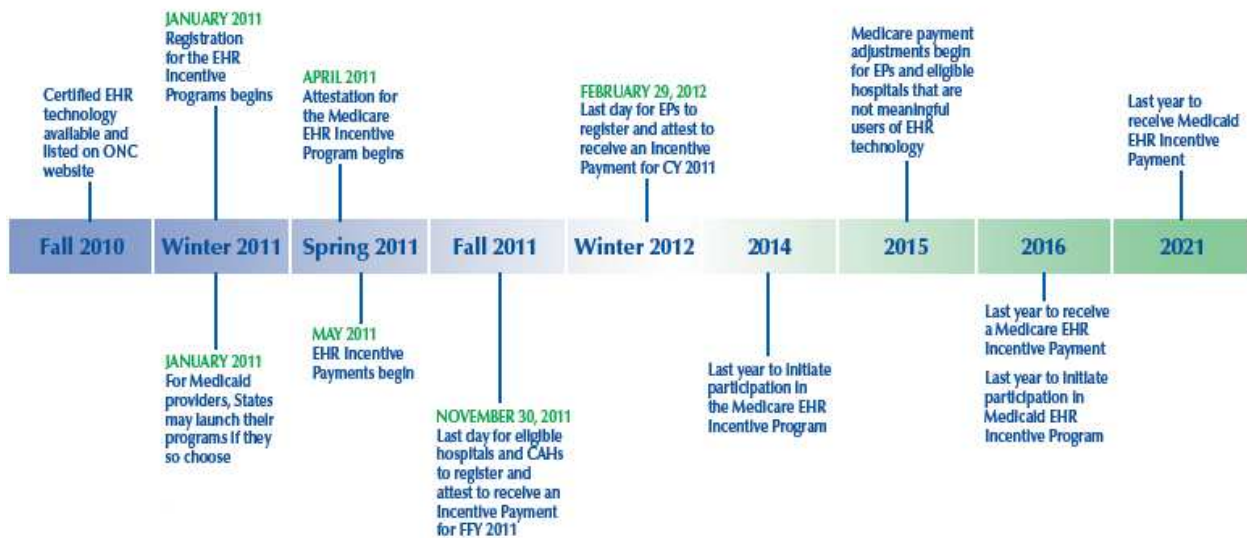 JANUARY 2011
Registration
for the EHR
Incentive
Programs begins
Certified EHR
technology
available and
listed on ONC
website
APRIL 2011
Attestation for
the Medicare
EHR Incentive
Program begins
FEBRUARY 29, 2012
Last day for EPs to
register and attest to
receive an Incentive
Payment for CY 2011
Medicare payment
adjustments begin
for EPs and eligible
hospitals that are
not meaningful
users of EHR
technology
Last year to
receive Medicaid
EHR Incentive
Payment
Fall 2010
Winter 2011
Spring 2011
Fall 2011
Winter 2012
2014
2015
2016
2021
JANUARY 2011
For Medicaid
providers, States
may launch their
programs if they
so choose
MAY 2011
EHR Incentive
Payments begin
NOVEMBER 30, 2011
Last day for eligible
hospitals and CAHs
to register and
attest to receive an
Incentive Payment
for FFY 2011
Last year to initiate
participation in
the Medicare EHR
Incentive Program
Last year to receive
a Medicare EHR
Incentive Payment
Last year to initiate
participation in
Medicaid EHR
Incentive Program